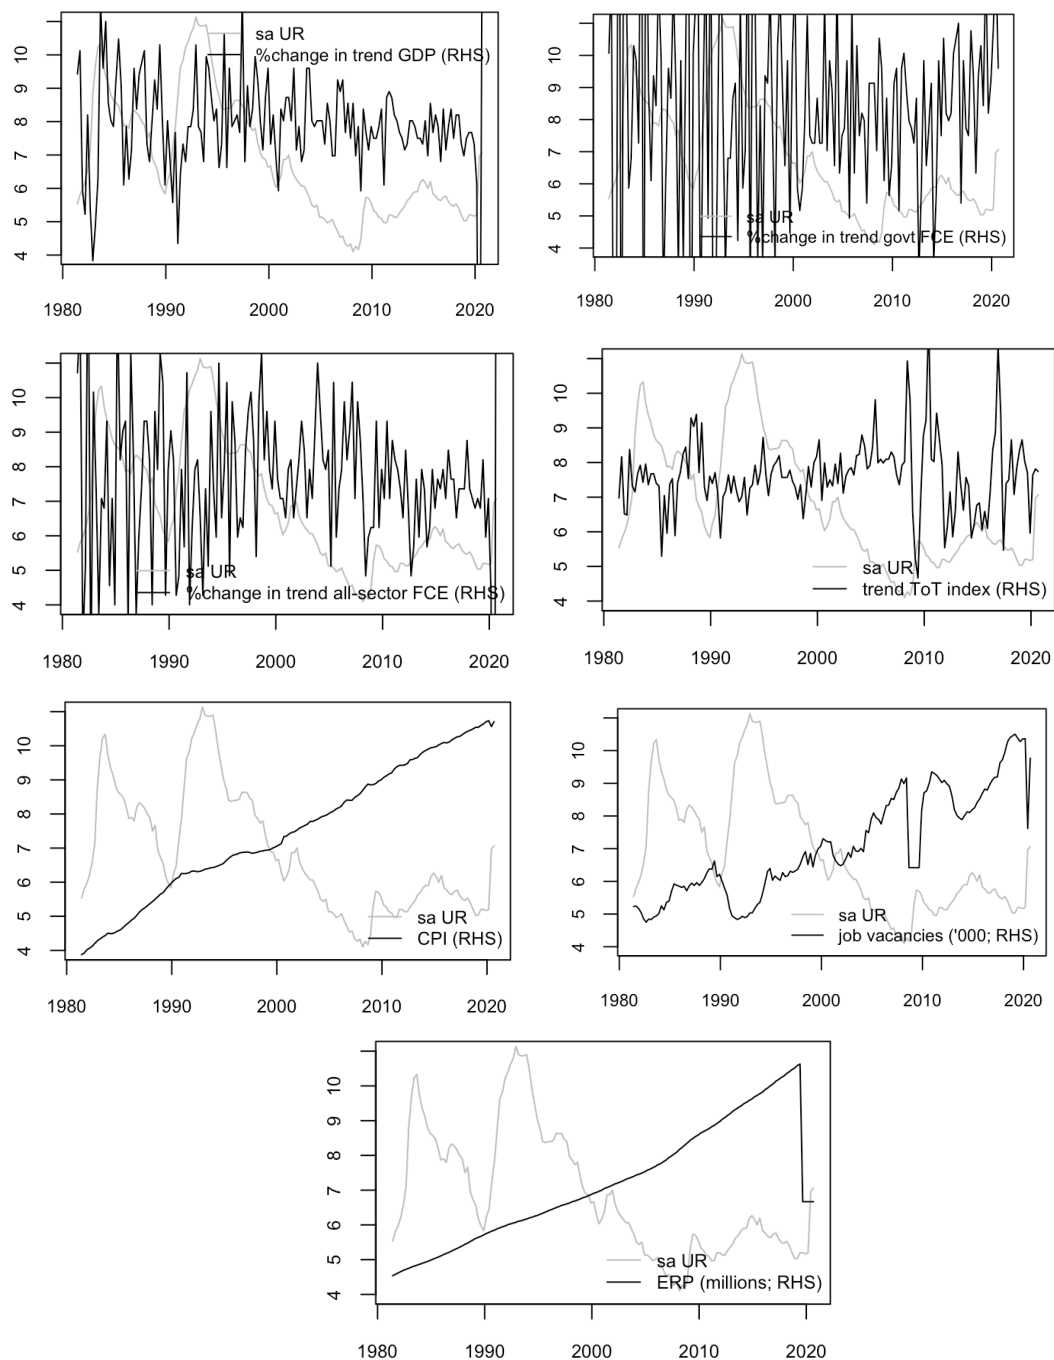 sa UR
%change in trend GDP (RHS)
4 5 6 7 8 9 10
1980 1990 2000 2010 2020
sa UR
%change in trend govt FCE (RHS)
4 5 6 7 8 9 10
1980 1990 2000 2010 2020
sa UR
%change in trend all-sector FCE (RHS)
4 5 6 7 8 9 10
1980 1990 2000 2010 2020
sa UR
trend ToT index (RHS)
4 5 6 7 8 9 10
1980 1990 2000 2010 2020
sa UR
CPI (RHS)
4 5 6 7 8 9 10
1980 1990 2000 2010 2020
sa UR
job vacancies ('000; RHS)
4 5 6 7 8 9 10
1980 1990 2000 2010 2020
sa UR
ERP (millions; RHS)
4 5 6 7 8 9 10
1980 1990 2000 2010 2020